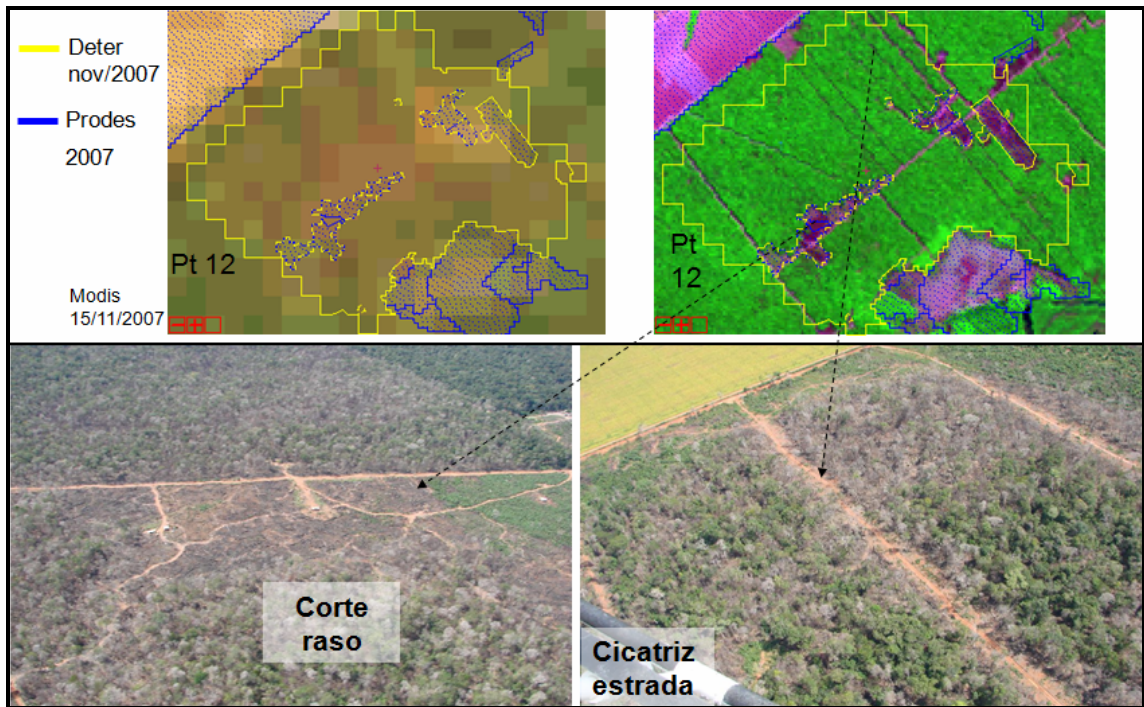 Deter
nov/2007
Prodes
2007
Pt 12
Modis
15/11/2007
Pt
12
Corte
raso
Cicatriz
estrada